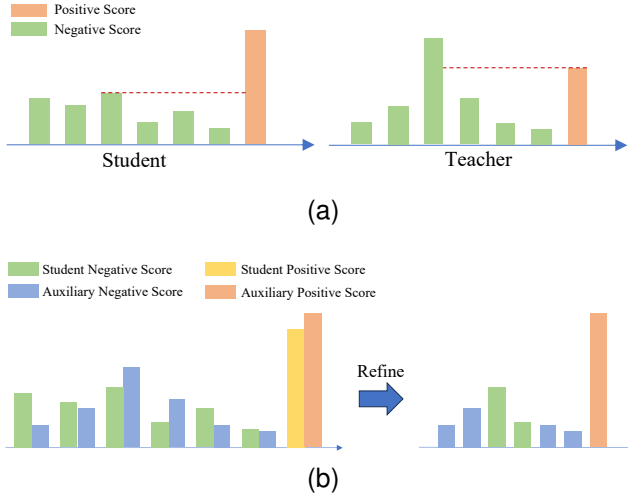 Positive Score
Negative Score
Student
Teacher
(a)
Student Negative Score
Student Positive Score
Auxiliary Negative Score
Auxiliary Positive Score
Refine
(b)